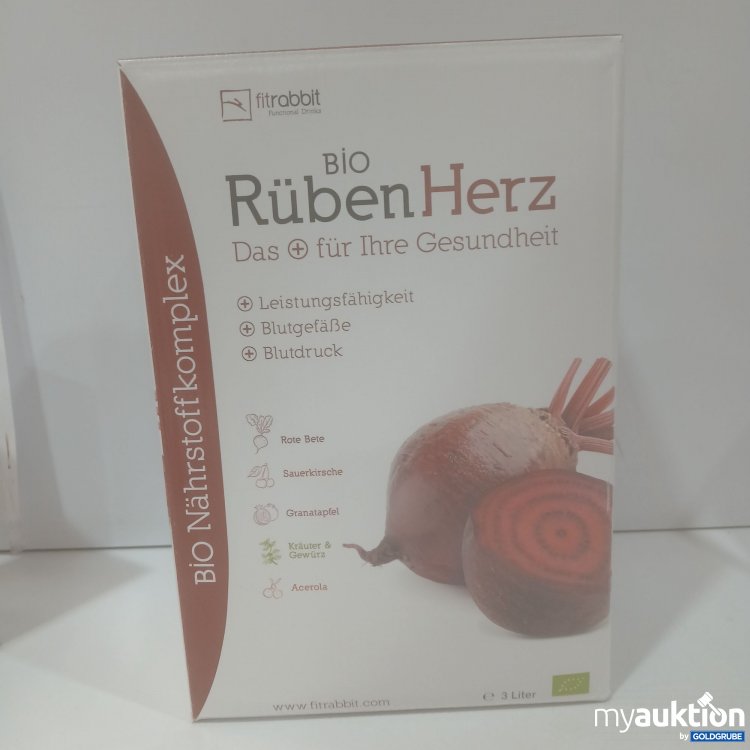 fitrabbit
Functional Drinks
BIO
RübenHerz
Das + für Ihre Gesundheit
+ Leistungsfähigkeit
+ Blutgefäße
+ Blutdruck
BIO Nährstoffkomplex
Rote Bete
Sauerkirsche
Granatapfel
Kräuter &
Gewürz
Acerola
www.fitrabbit.com
℮ 3 Liter
myauktion
by GOLDGRUBE